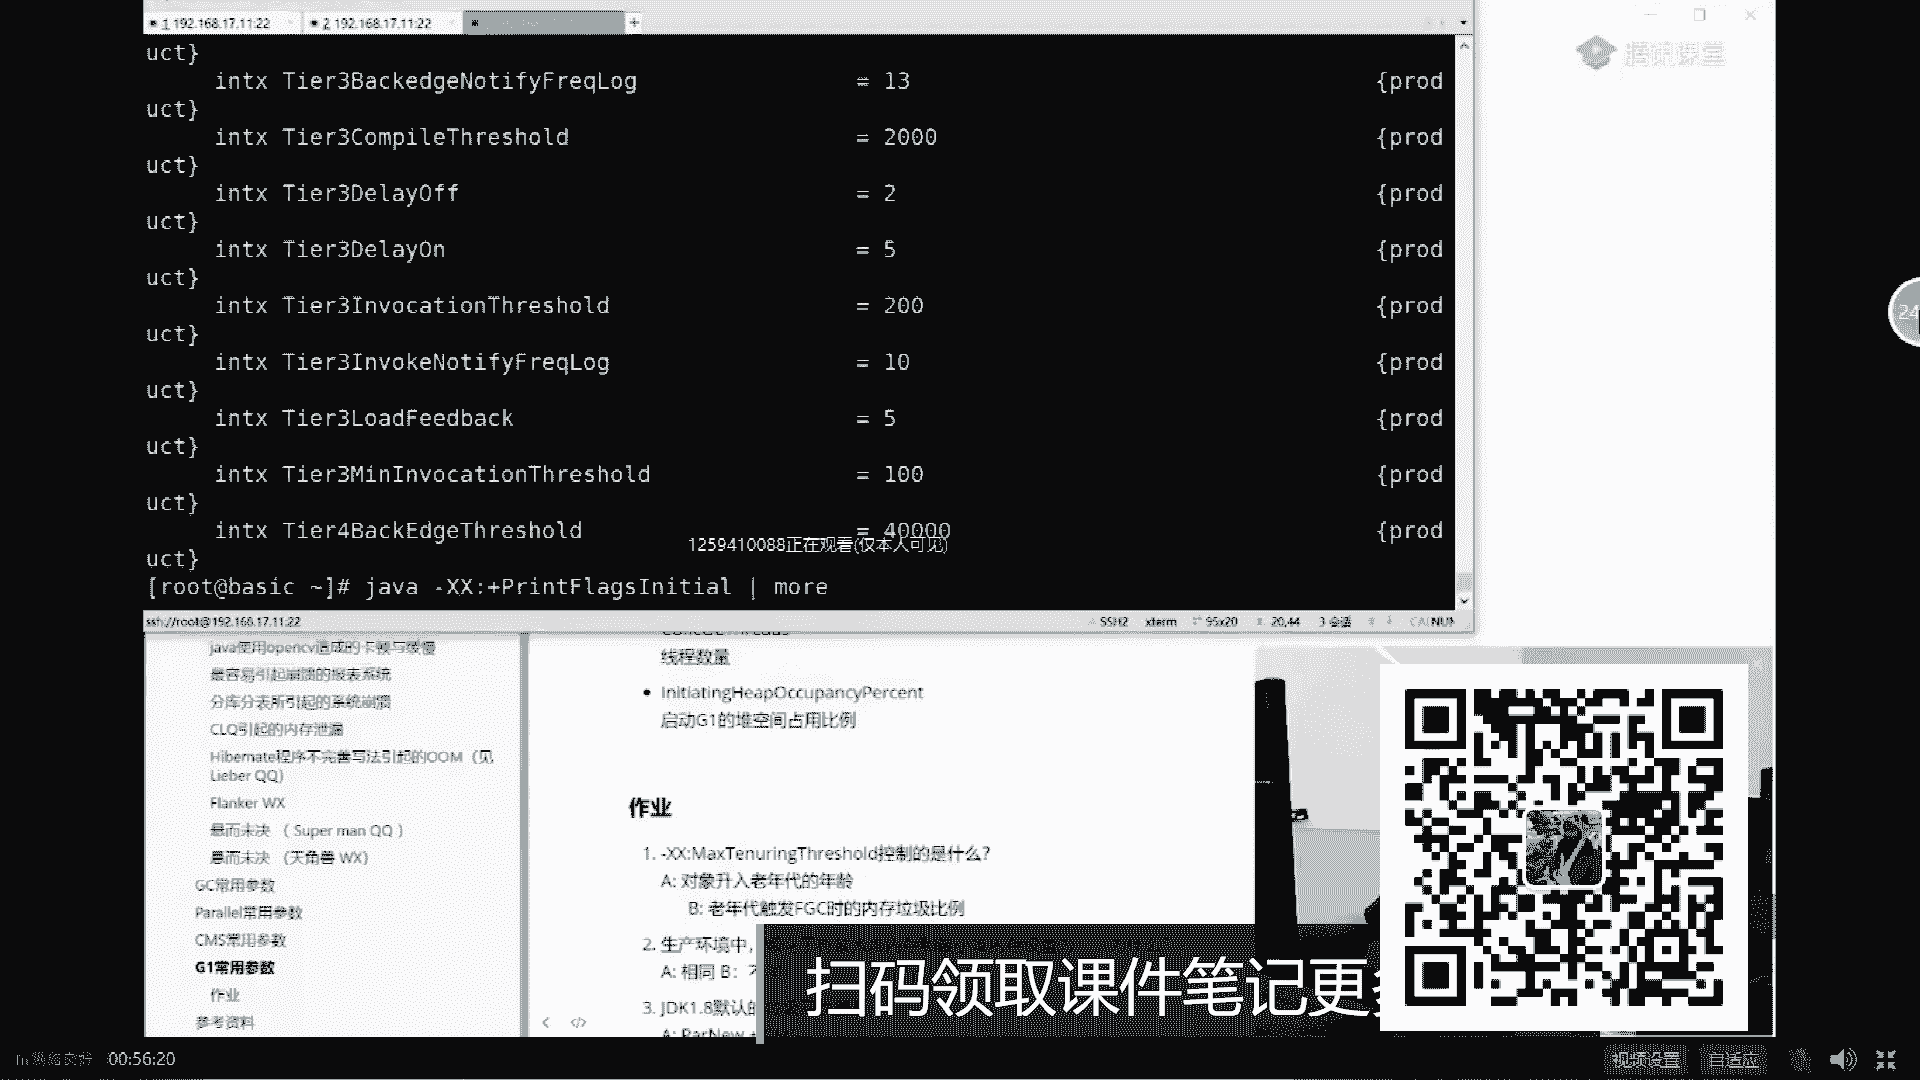 1 192.168.17.11:22
2 192.168.17.11:22
腾讯课堂
uct}
intx Tier3BackedgeNotifyFreqLog = 13 {prod
uct}
intx Tier3CompileThreshold = 2000 {prod
uct}
intx Tier3DelayOff = 2 {prod
uct}
intx Tier3DelayOn = 5 {prod
uct}
intx Tier3InvocationThreshold = 200 {prod
uct}
intx Tier3InvokeNotifyFreqLog = 10 {prod
uct}
intx Tier3LoadFeedback = 5 {prod
uct}
intx Tier3MinInvocationThreshold = 100 {prod
uct}
intx Tier4BackEdgeThreshold = 40000 {prod
1259410088正在观看(仅本人可见)
uct}
[root@basic ~]# java -XX:+PrintFlagsInitial | more
24
ssh://root@192.168.17.11:22
SSH2 xterm 95x20 20,44 3 会话 CAP NUM
java使用opencv造成的卡顿与缓慢
最容易引起崩溃的报表系统
分库分表所引起的系统崩溃
CLQ引起的内存泄漏
Hibernate程序不完善写法引起的OOM（见
Lieber QQ）
Flanker WX
悬而未决 （ Super man QQ ）
悬而未决 （天角兽 WX）
GC常用参数
Parallel常用参数
CMS常用参数
G1常用参数
作业
参考资料
线程数量
InitiatingHeapOccupancyPercent
启动G1的堆空间占用比例
作业
1. -XX:MaxTenuringThreshold控制的是什么？
A: 对象升入老年代的年龄
B: 老年代触发FGC时的内存垃圾比例
2. 生产环境中，
A: 相同 B：
3. JDK1.8默认的
A: ParNew +
扫码领取课件笔记更
00:56:20
视频设置
自适应